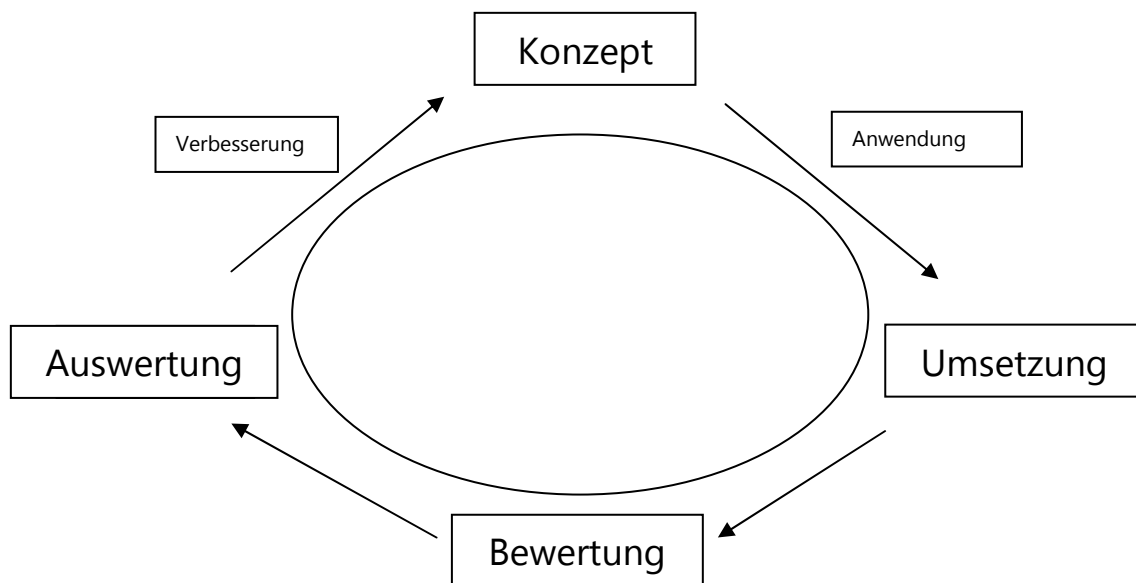 Konzept
Verbesserung
Anwendung
Auswertung
Umsetzung
Bewertung